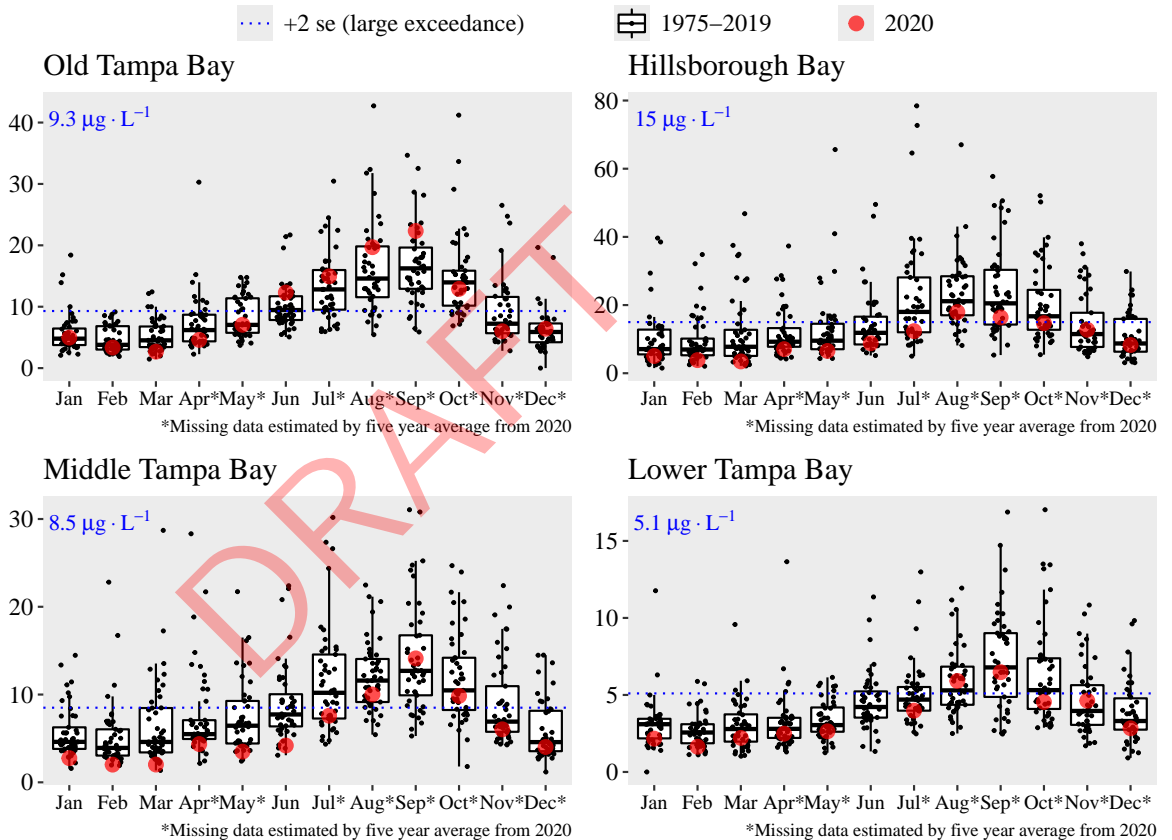 +2 se (large exceedance) 1975−2019 2020
Old Tampa Bay
9.3 μg ⋅ L⁻¹
40
30
20
10
0
Jan Feb Mar Apr* May* Jun Jul* Aug* Sep* Oct* Nov* Dec*
*Missing data estimated by five year average from 2020
Hillsborough Bay
15 μg ⋅ L⁻¹
80
60
40
20
0
Jan Feb Mar Apr* May* Jun Jul* Aug* Sep* Oct* Nov* Dec*
*Missing data estimated by five year average from 2020
Middle Tampa Bay
8.5 μg ⋅ L⁻¹
30
20
10
0
Jan Feb Mar Apr* May* Jun Jul* Aug* Sep* Oct* Nov* Dec*
*Missing data estimated by five year average from 2020
Lower Tampa Bay
5.1 μg ⋅ L⁻¹
15
10
5
0
Jan Feb Mar Apr* May* Jun Jul* Aug* Sep* Oct* Nov* Dec*
*Missing data estimated by five year average from 2020
DRAFT